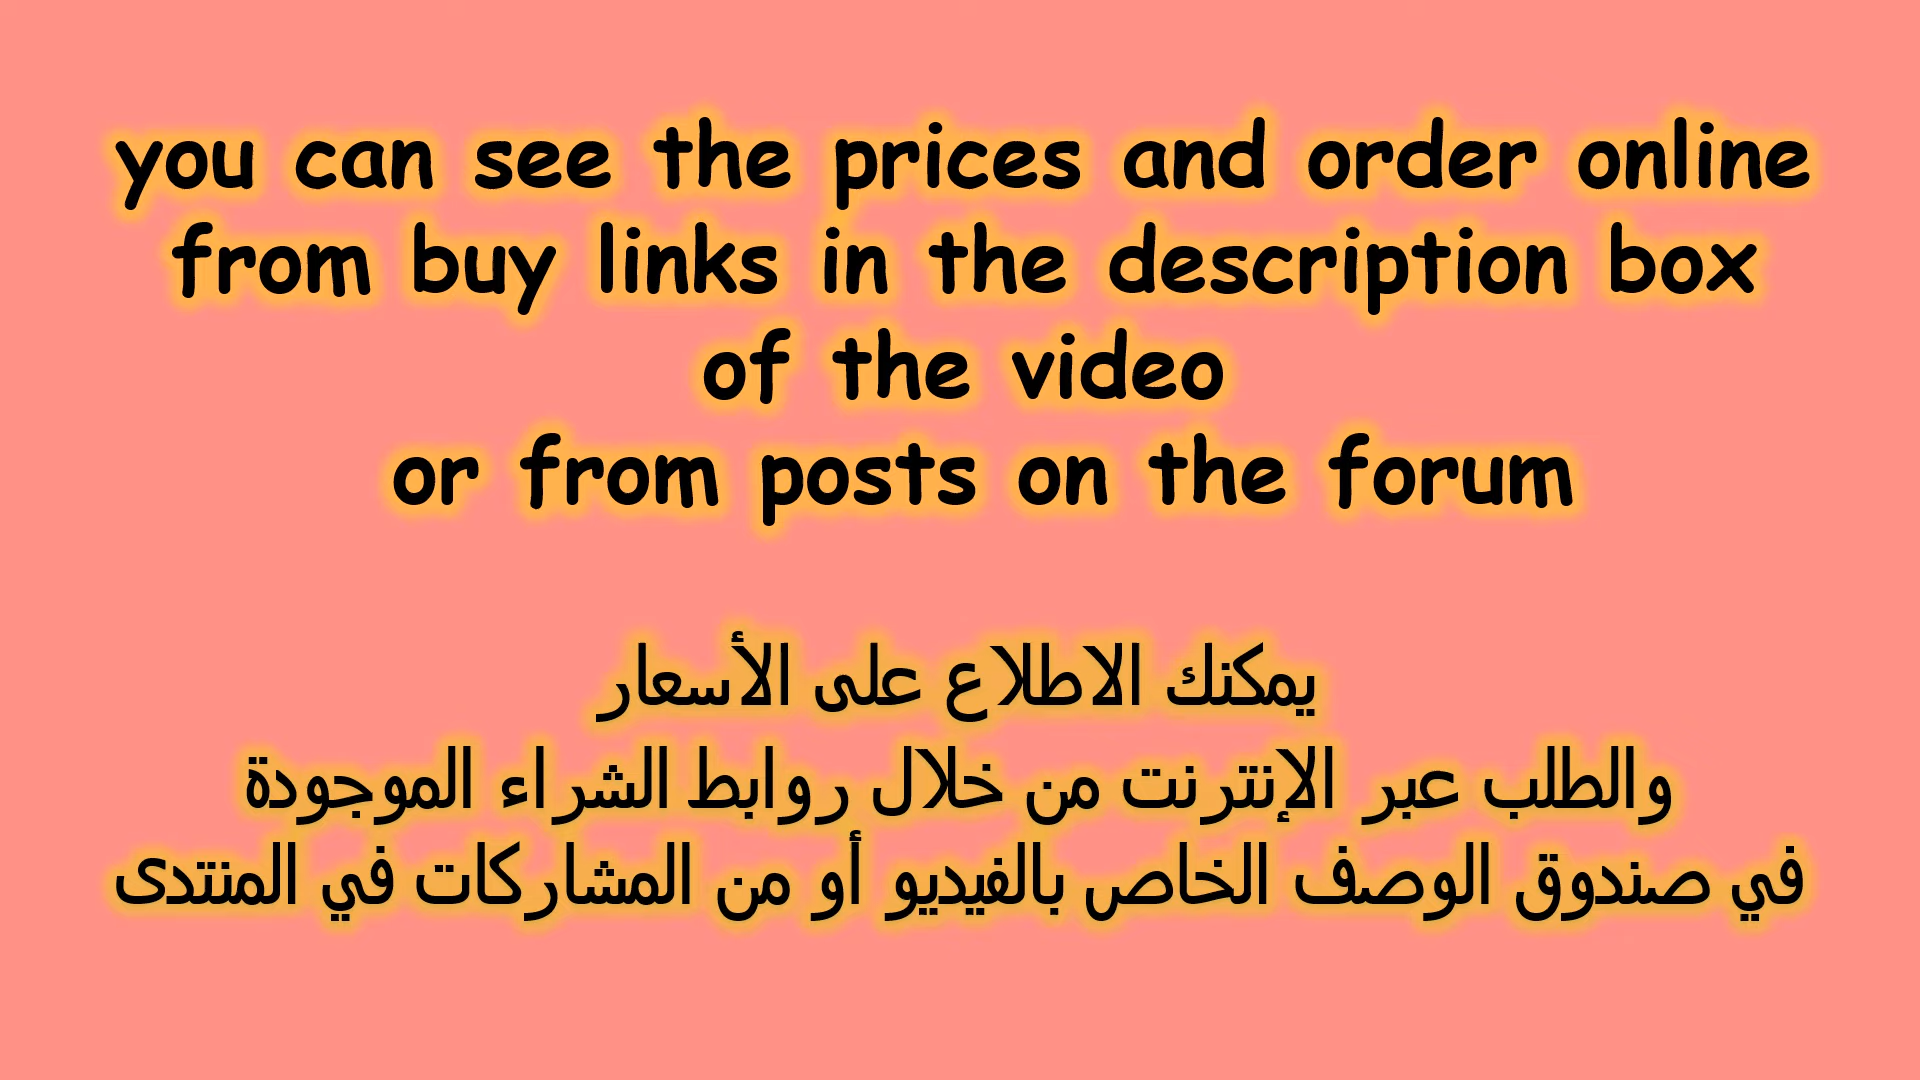 you can see the prices and order online
from buy links in the description box
of the video
or from posts on the forum
يمكنك الاطلاع على الأسعار
والطلب عبر الإنترنت من خلال روابط الشراء الموجودة
في صندوق الوصف الخاص بالفيديو أو من المشاركات في المنتدى